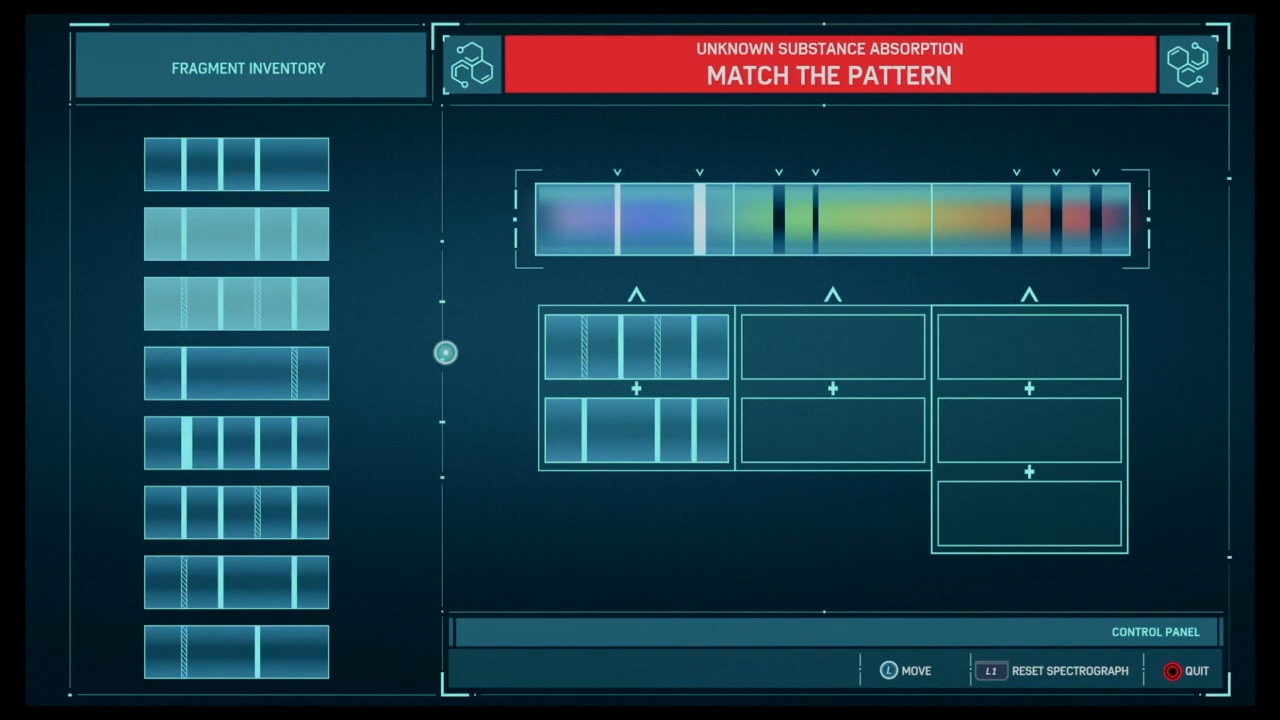 FRAGMENT INVENTORY
UNKNOWN SUBSTANCE ABSORPTION
MATCH THE PATTERN
CONTROL PANEL
L MOVE
L1 RESET SPECTROGRAPH
QUIT